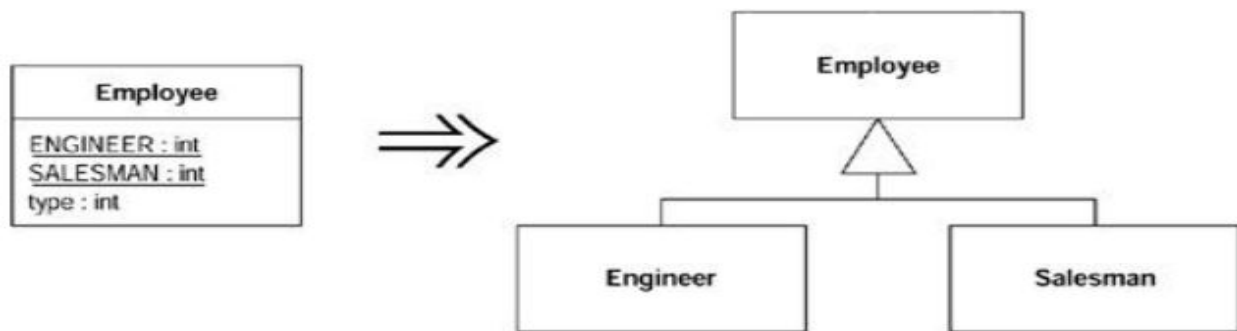 Employee
ENGINEER : int
SALESMAN : int
type : int
Employee
Engineer
Salesman